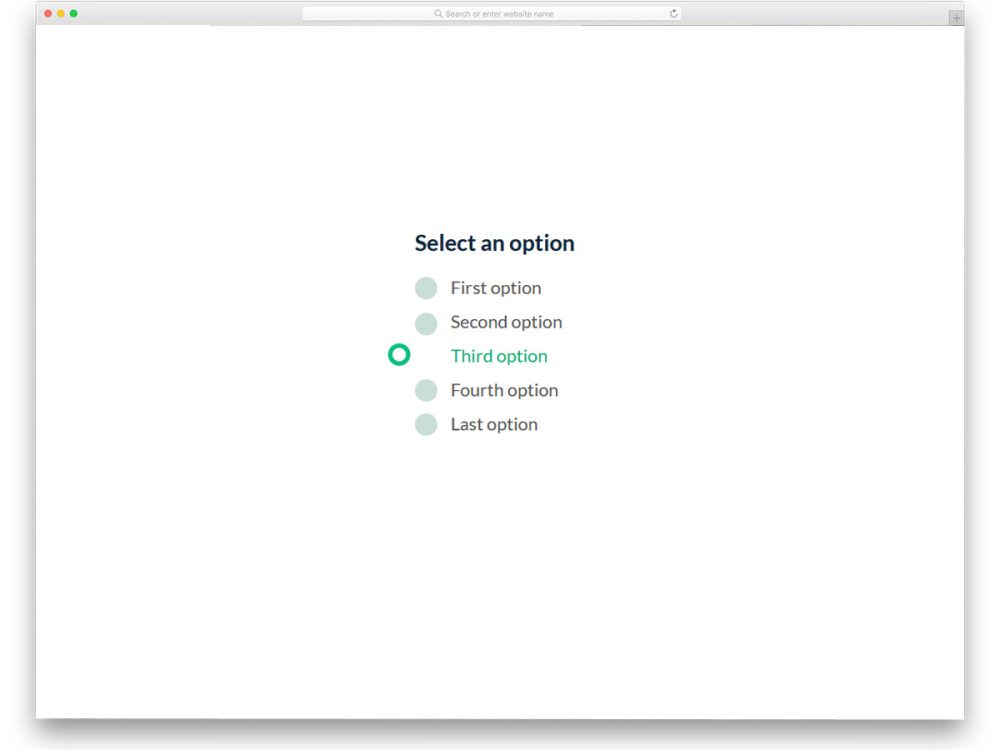 Search or enter website name
Select an option
First option
Second option
Third option
Fourth option
Last option